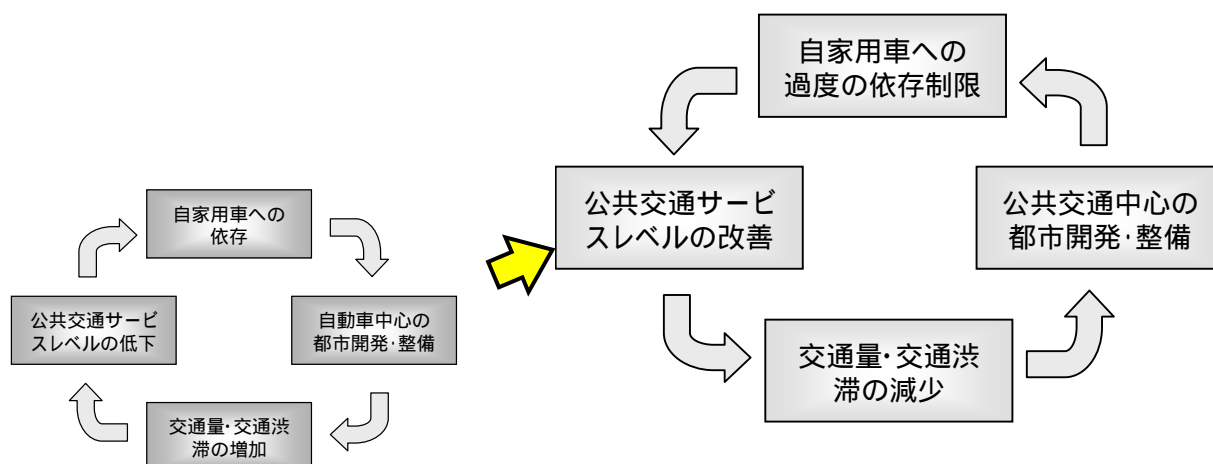 自家用車への
依存
自動車中心の
都市開発・整備
交通量・交通渋
滞の増加
公共交通サービ
スレベルの低下
自家用車への
過度の依存制限
公共交通サービ
スレベルの改善
交通量・交通渋
滞の減少
公共交通中心の
都市開発・整備